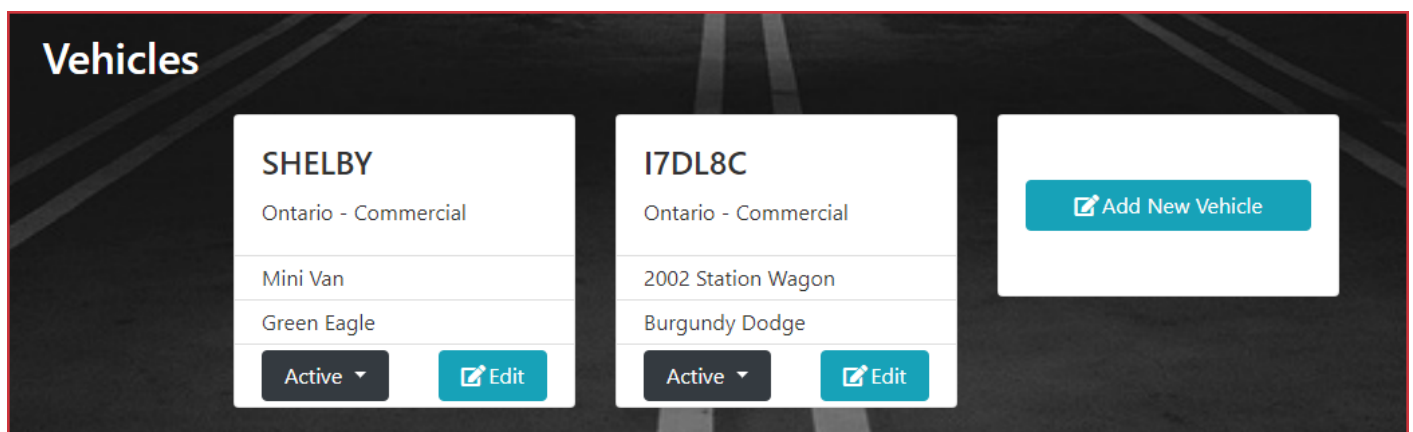 Vehicles
SHELBY
Ontario - Commercial
Mini Van
Green Eagle
Active
Edit
I7DL8C
Ontario - Commercial
2002 Station Wagon
Burgundy Dodge
Active
Edit
Add New Vehicle